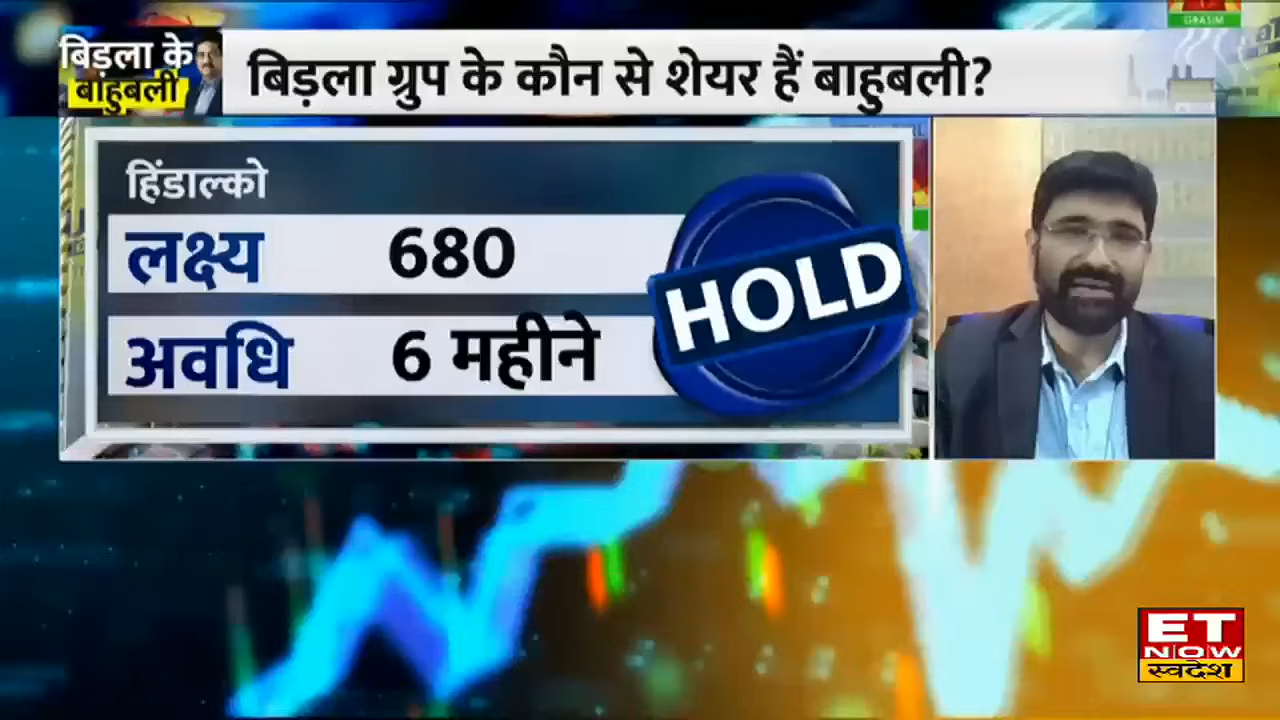 GRASIM
बिड़ला के
बाहुबली
बिड़ला ग्रुप के कौन से शेयर हैं बाहुबली?
हिंडाल्को
लक्ष्य 680
अवधि 6 महीने
HOLD
ET
NOW
स्वदेश